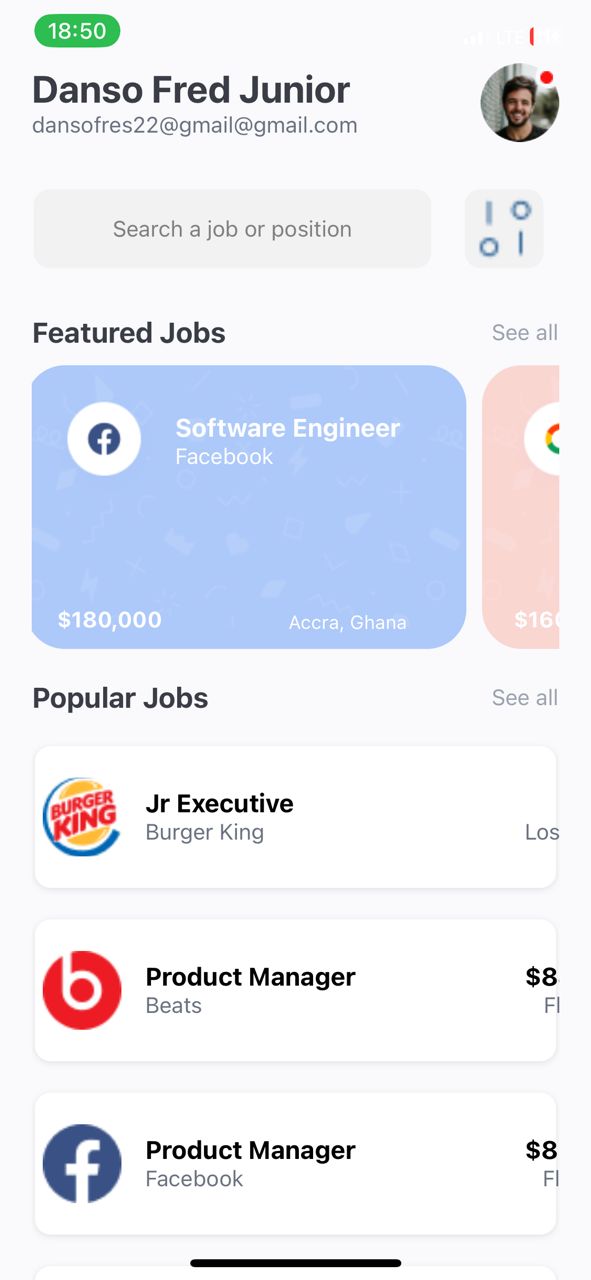 18:50
LTE
Danso Fred Junior
dansofres22@gmail@gmail.com
Search a job or position
Featured Jobs
See all
Software Engineer
Facebook
$180,000
Accra, Ghana
$160
Popular Jobs
See all
BURGER
KING
Jr Executive
Burger King
Los
Product Manager
$8
Beats
Fl
Product Manager
$8
Facebook
Fl